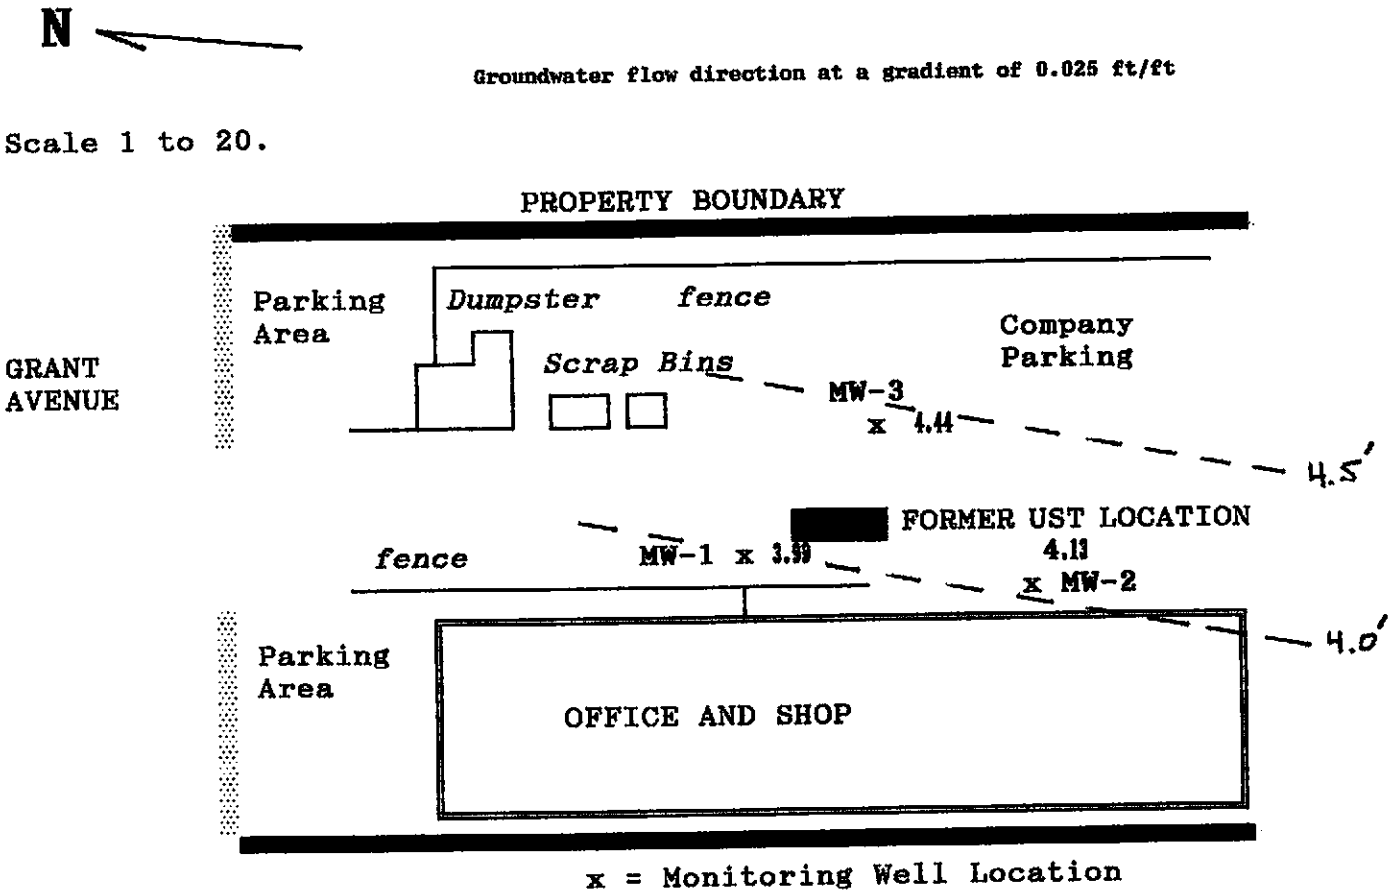 N
Groundwater flow direction at a gradient of 0.025 ft/ft
Scale 1 to 20.
PROPERTY BOUNDARY
Parking
Area
Dumpster
fence
Company
Parking
GRANT
AVENUE
Scrap Bins
MW-3
x 4.44
4.5'
FORMER UST LOCATION
fence
MW-1 x 3.99
4.13
x MW-2
4.0'
Parking
Area
OFFICE AND SHOP
x = Monitoring Well Location